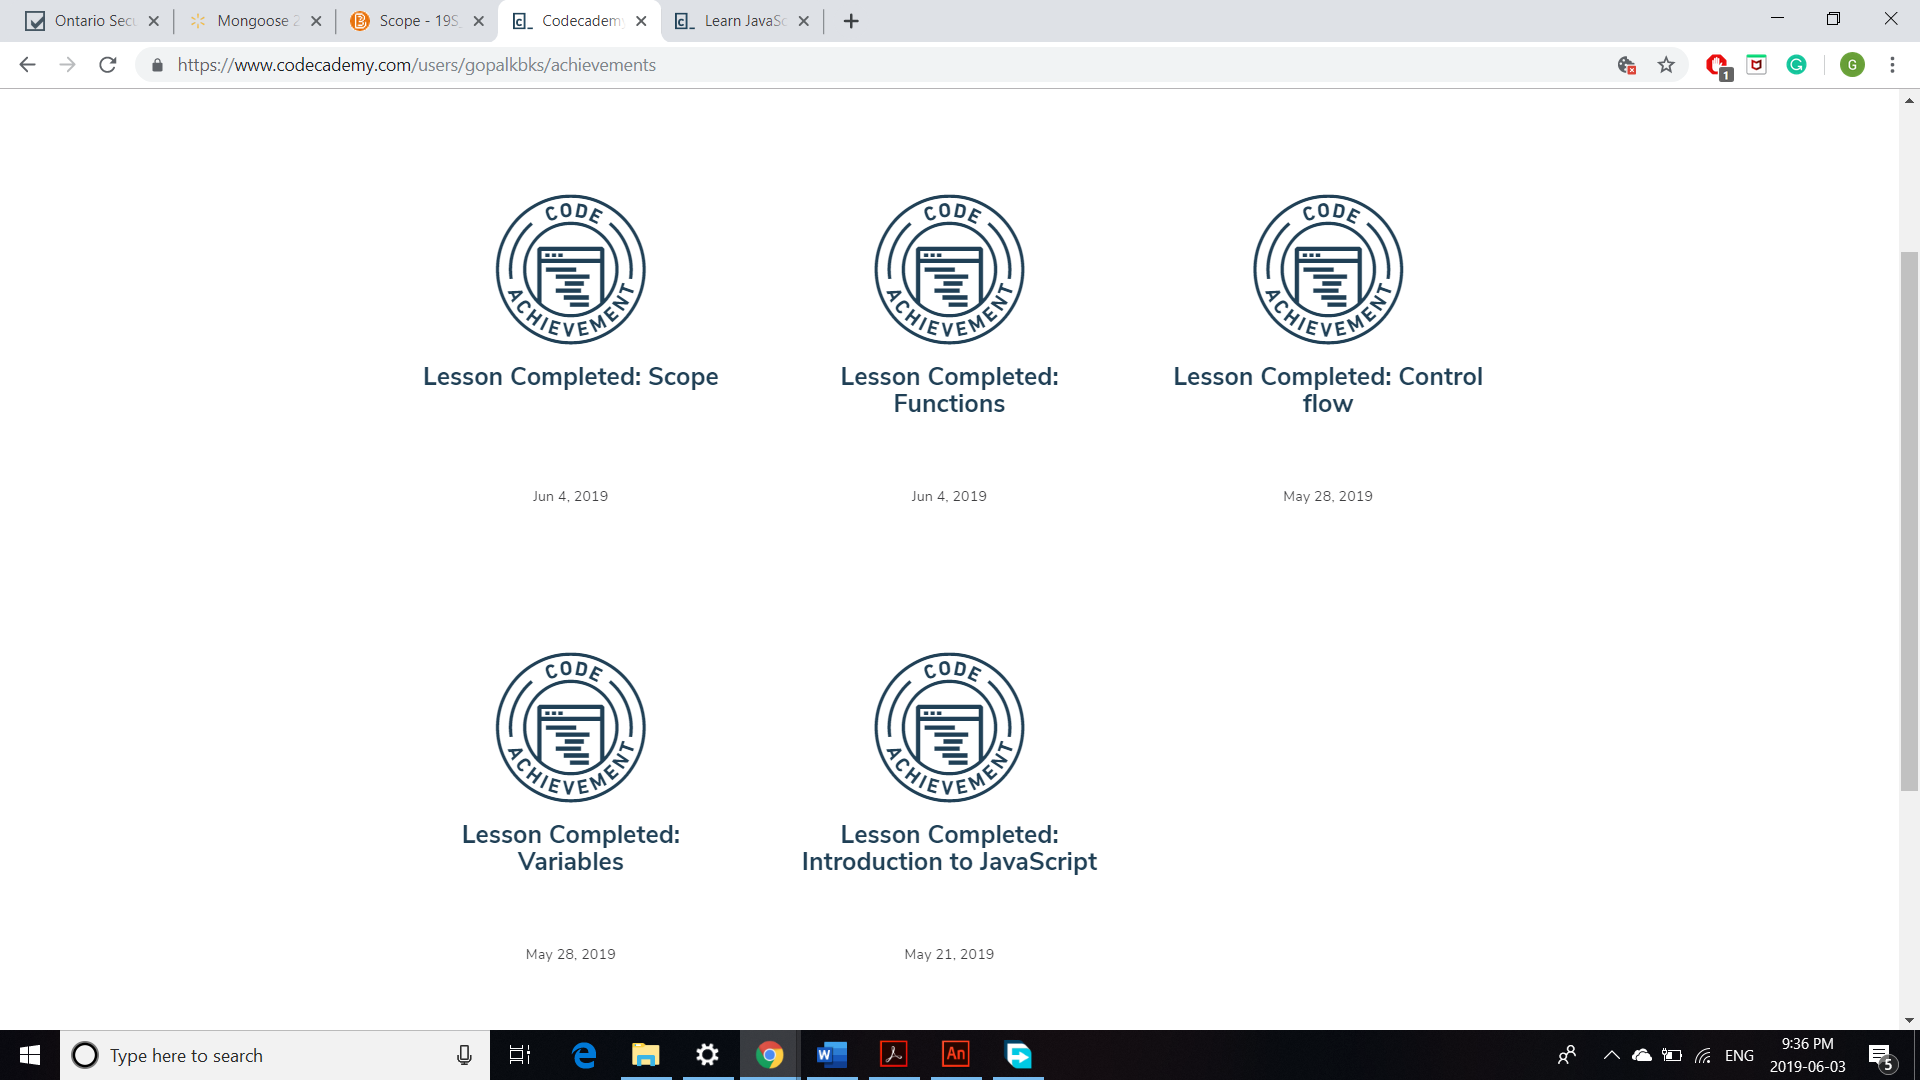 Ontario Secu
Mongoose 2
Scope - 19S
Codecademy
Learn JavaSc
https://www.codecademy.com/users/gopalkbks/achievements
1
G
CODE
ACHIEVEMENT
CODE
ACHIEVEMENT
CODE
ACHIEVEMENT
Lesson Completed: Scope
Lesson Completed:
Functions
Lesson Completed: Control
flow
Jun 4, 2019
Jun 4, 2019
May 28, 2019
CODE
ACHIEVEMENT
CODE
ACHIEVEMENT
Lesson Completed:
Variables
Lesson Completed:
Introduction to JavaScript
May 28, 2019
May 21, 2019
Type here to search
An
ENG
9:36 PM
2019-06-03
5